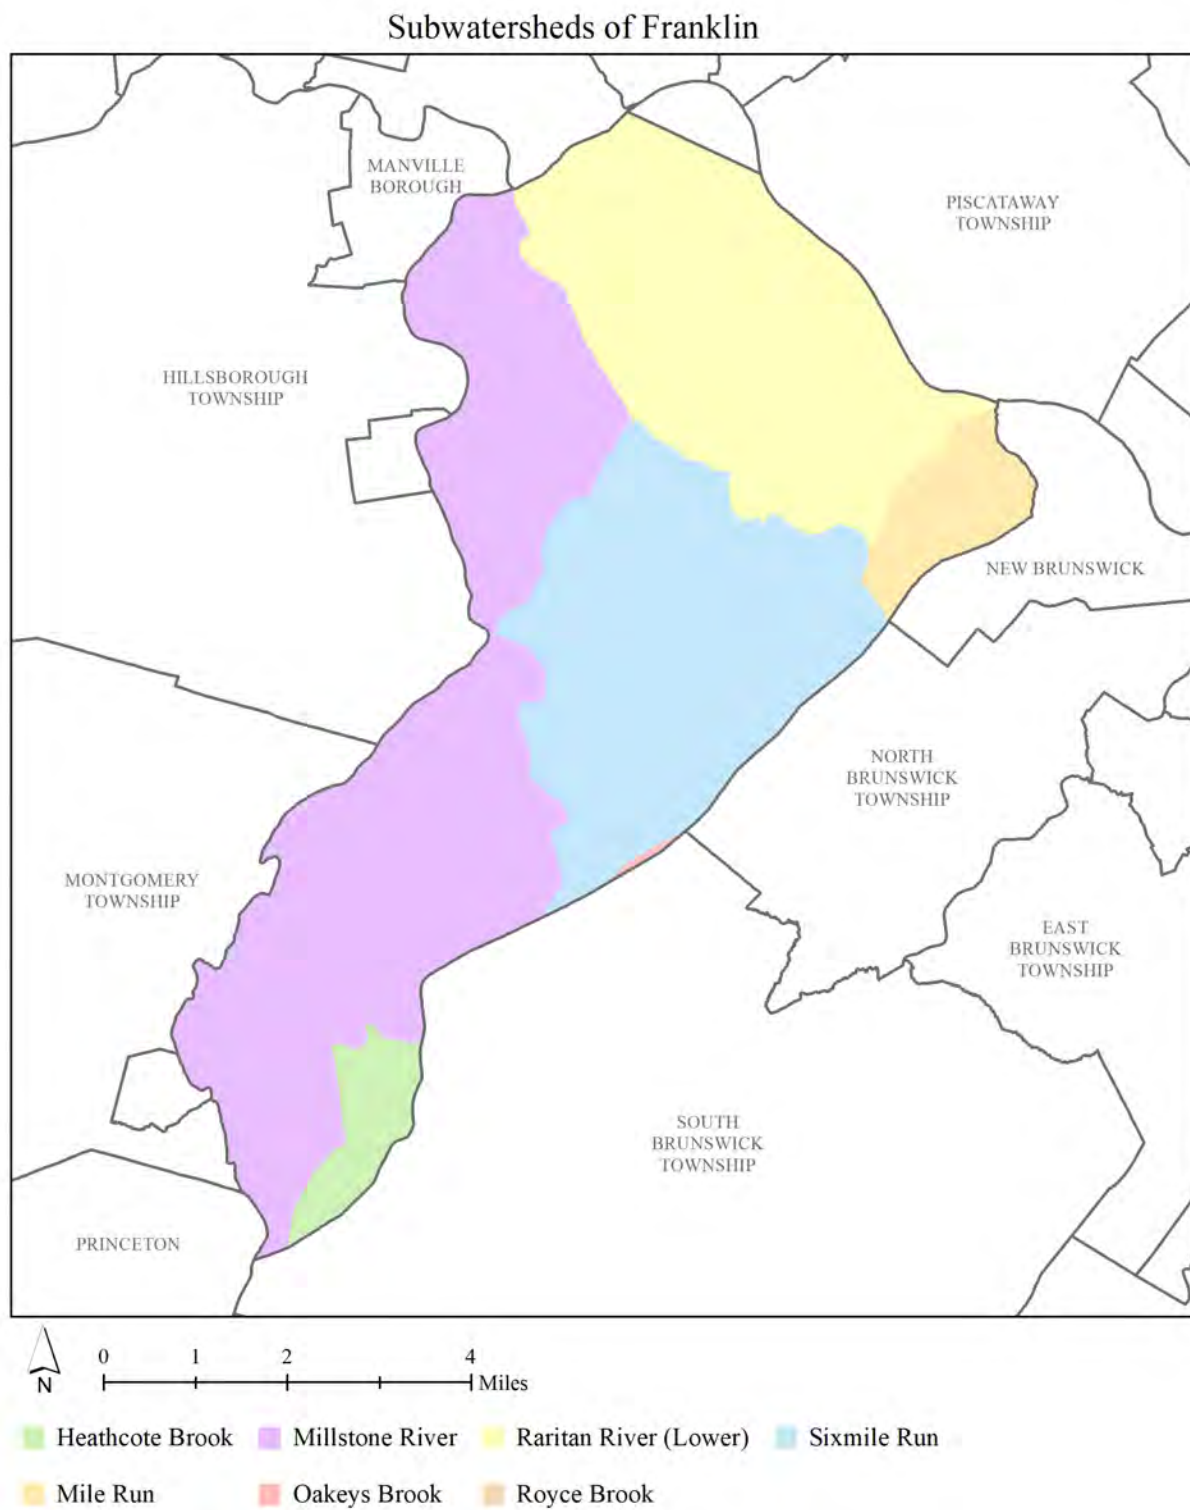 Subwatersheds of Franklin
MANVILLE
BOROUGH
PISCATAWAY
TOWNSHIP
HILLSBOROUGH
TOWNSHIP
NEW BRUNSWICK
NORTH
BRUNSWICK
TOWNSHIP
MONTGOMERY
TOWNSHIP
EAST
BRUNSWICK
TOWNSHIP
SOUTH
BRUNSWICK
TOWNSHIP
PRINCETON
N
0 1 2 4
Miles
Heathcote Brook Millstone River Raritan River (Lower) Sixmile Run
Mile Run Oakeys Brook Royce Brook